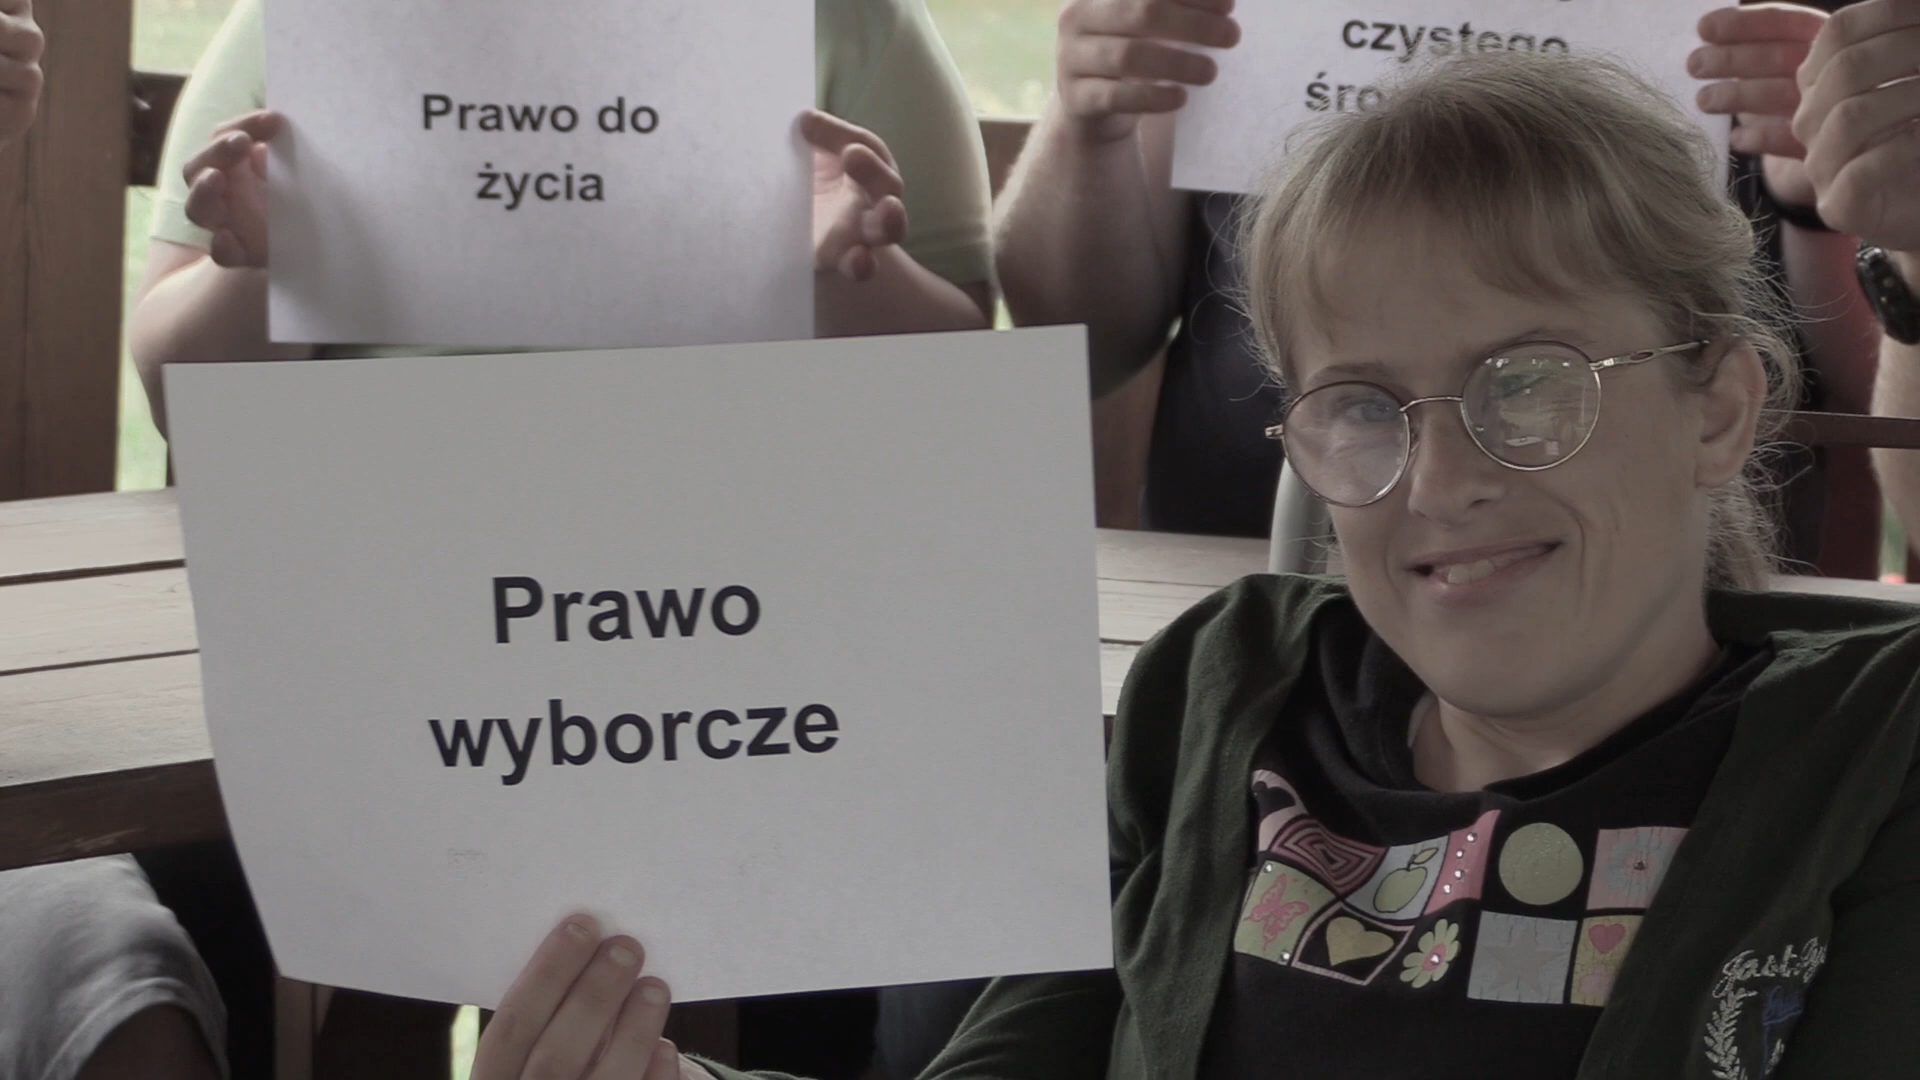 Prawo do
życia
czystego
Prawo
wyborcze